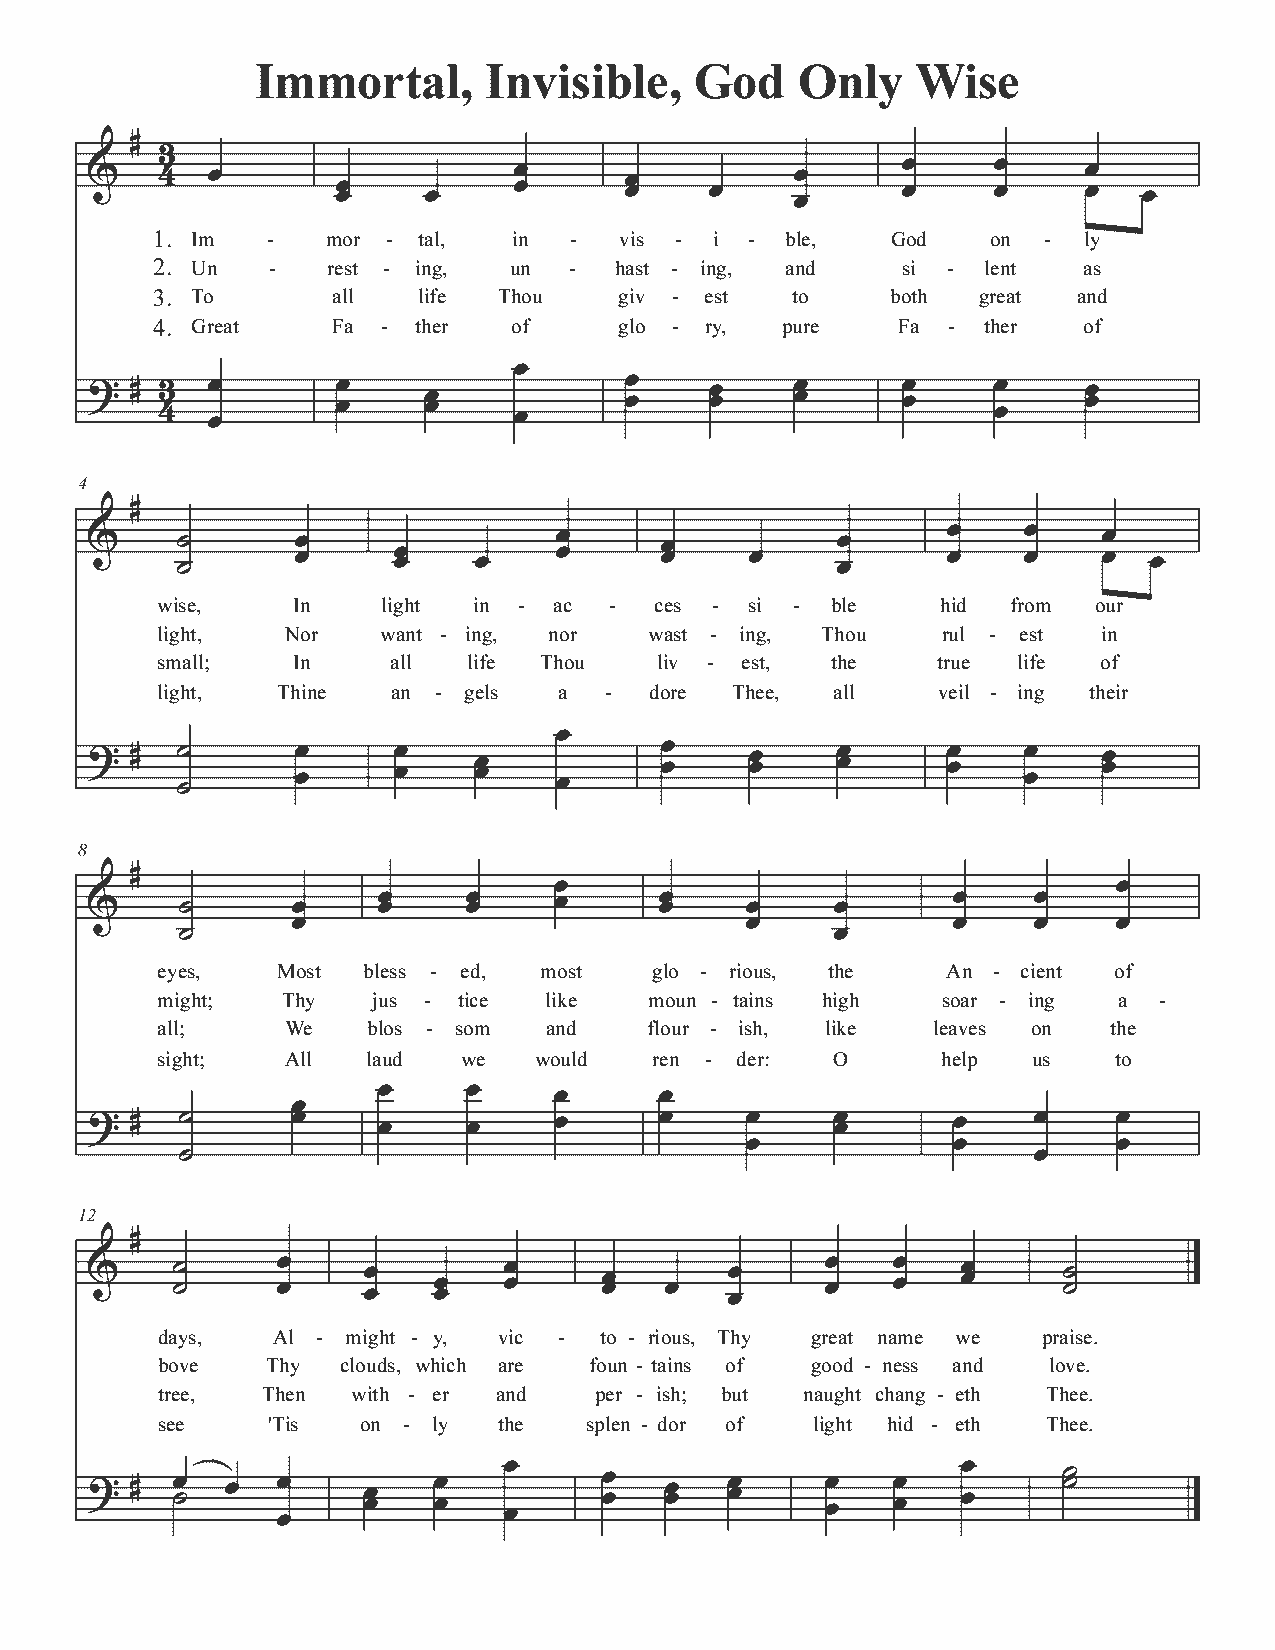 Immortal, Invisible, God Only Wise
3
4
1. Im - mor - tal, in - vis - i - ble, God on - ly
2. Un - rest - ing, un - hast - ing, and si - lent as
3. To all life Thou giv - est to both great and
4. Great Fa - ther of glo - ry, pure Fa - ther of
3
4
4
wise, In light in - ac - ces - si - ble hid from our
light, Nor want - ing, nor wast - ing, Thou rul - est in
small; In all life Thou liv - est, the true life of
light, Thine an - gels a - dore Thee, all veil - ing their
8
eyes, Most bless - ed, most glo - rious, the An - cient of
might; Thy jus - tice like moun - tains high soar - ing a -
all; We blos - som and flour - ish, like leaves on the
sight; All laud we would ren - der: O help us to
12
days, Al - might - y, vic - to - rious, Thy great name we praise.
bove Thy clouds, which are foun - tains of good - ness and love.
tree, Then with - er and per - ish; but naught chang - eth Thee.
see 'Tis on - ly the splen - dor of light hid - eth Thee.